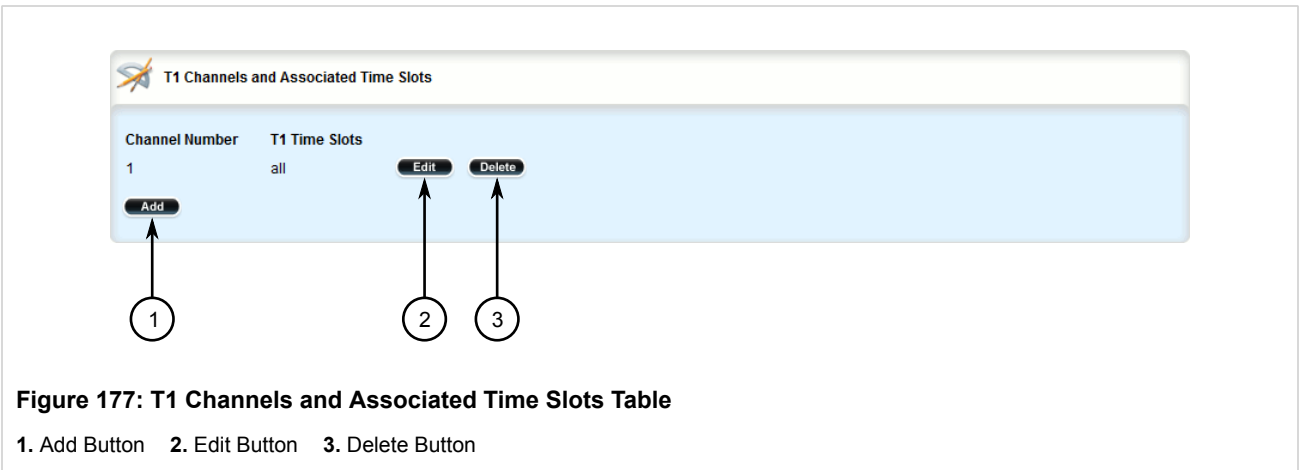 T1 Channels and Associated Time Slots
Channel Number T1 Time Slots
1 all Edit Delete
Add
1 2 3
Figure 177: T1 Channels and Associated Time Slots Table
1. Add Button 2. Edit Button 3. Delete Button